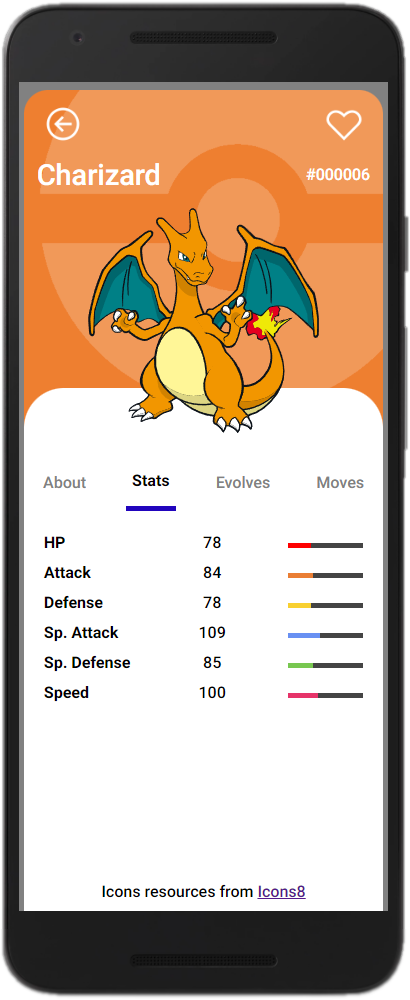 Charizard #000006
About Stats Evolves Moves
HP 78
Attack 84
Defense 78
Sp. Attack 109
Sp. Defense 85
Speed 100
Icons resources from Icons8